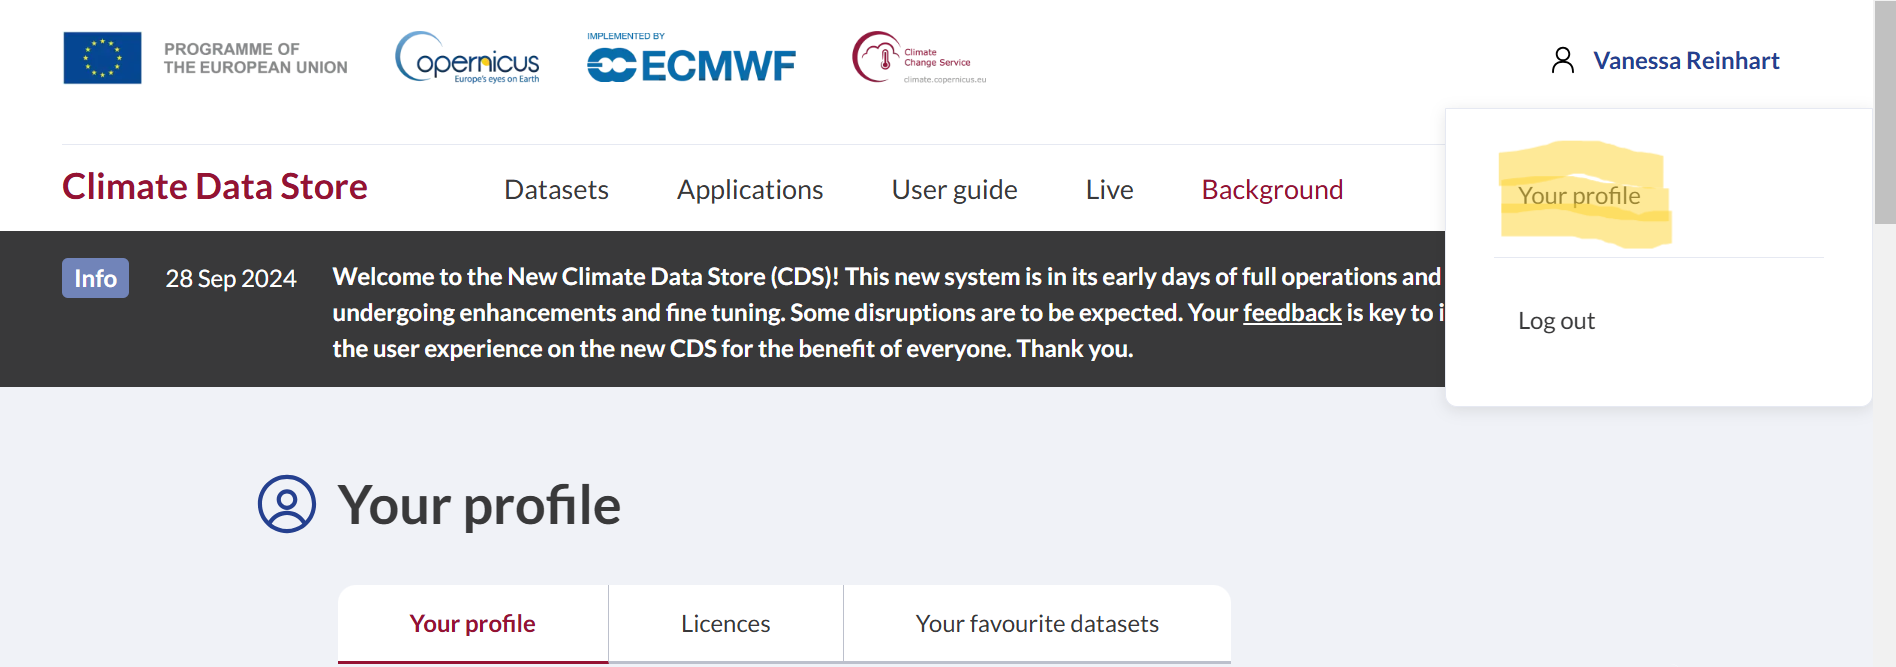 PROGRAMME OF
THE EUROPEAN UNION
opernicus
Europe's eyes on Earth
IMPLEMENTED BY
ECMWF
Climate
Change Service
climate.copernicus.eu
Vanessa Reinhart
Your profile
Log out
Climate Data Store
Datasets
Applications
User guide
Live
Background
Info
28 Sep 2024
Welcome to the New Climate Data Store (CDS)! This new system is in its early days of full operations and
undergoing enhancements and fine tuning. Some disruptions are to be expected. Your feedback is key to i
the user experience on the new CDS for the benefit of everyone. Thank you.
Your profile
Your profile
Licences
Your favourite datasets